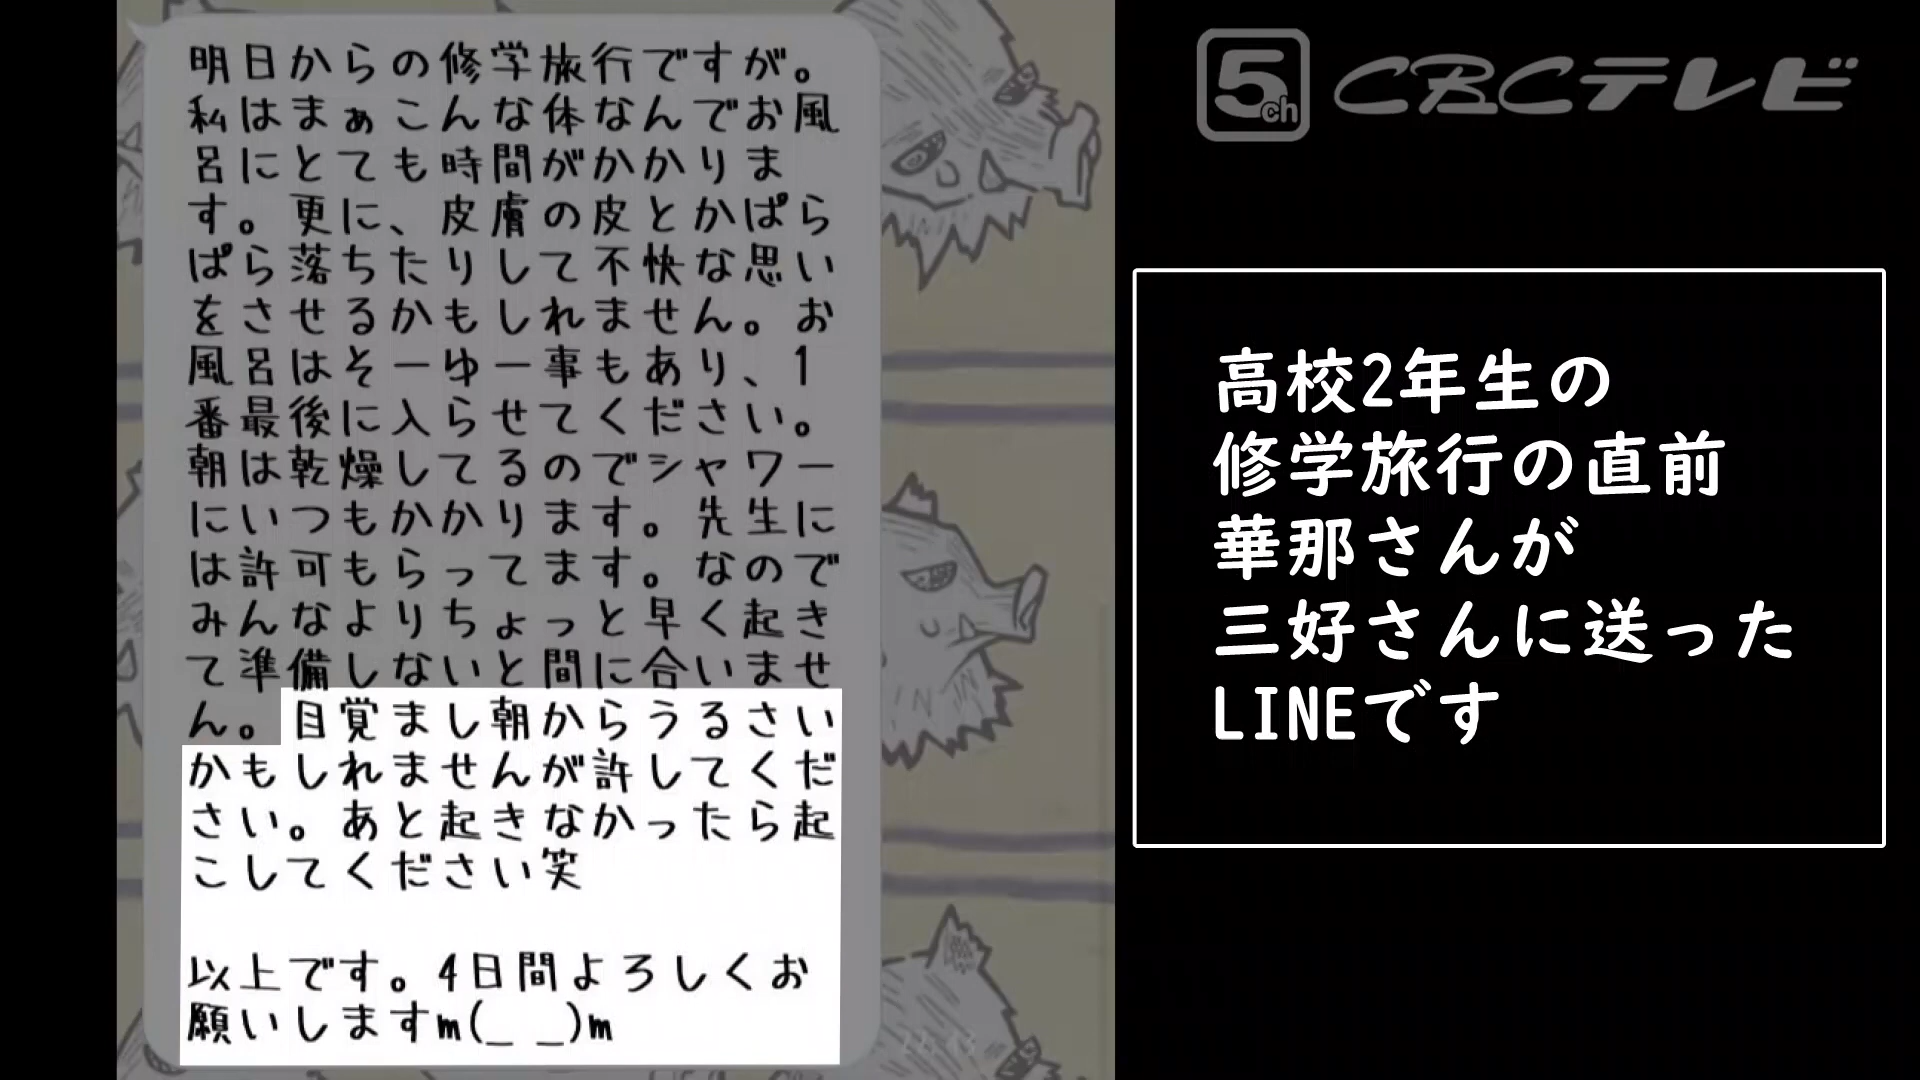 明日からの修学旅行ですが。
私はまぁこんな体なんでお風
呂にとても時間がかかりま
す。更に、皮膚の皮とかぱら
ぱら落ちたりして不快な思い
をさせるかもしれません。お
風呂はそーゆー事もあり、1
番最後に入らせてください。
朝は乾燥してるのでシャワー
にいつもかかります。先生に
は許可もらってます。なので
みんなよりちょっと早く起き
て準備しないと間に合いませ
ん。目覚まし朝からうるさい
かもしれませんが許してくだ
さい。あと起きなかったら起
こしてください笑
以上です。4日間よろしくお
願いしますm(_ _)m
5ch CBCテレビ
高校2年生の
修学旅行の直前
華那さんが
三好さんに送った
LINEです